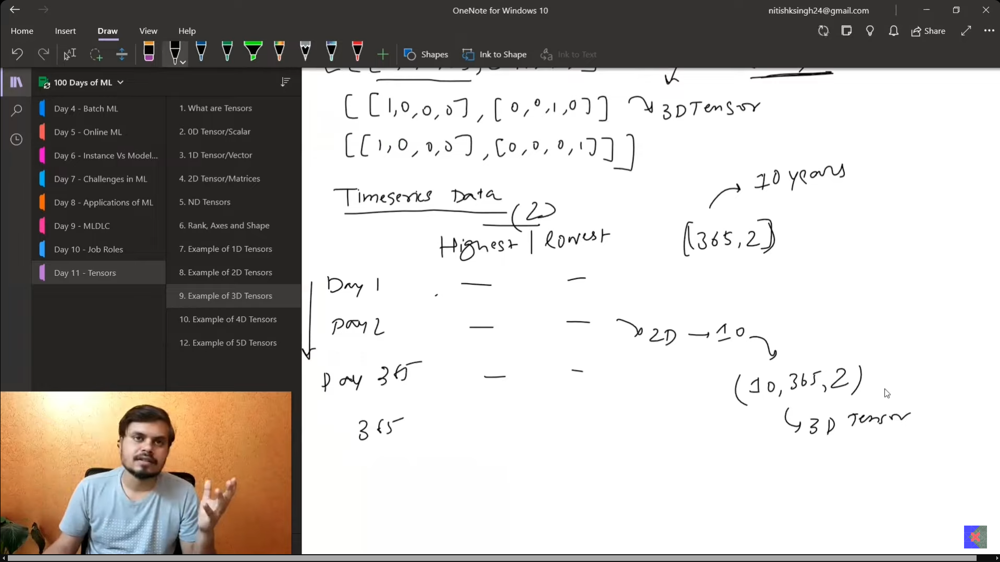 OneNote for Windows 10
nitishksingh24@gmail.com
Home Insert Draw View Help
Share
Shapes Ink to Shape Ink to Text
100 Days of ML
Day 4 - Batch ML
Day 5 - Online ML
Day 6 - Instance Vs Model...
Day 7 - Challenges in ML
Day 8 - Applications of ML
Day 9 - MLDLC
Day 10 - Job Roles
Day 11 - Tensors
1. What are Tensors
2. 0D Tensor/Scalar
3. 1D Tensor/Vector
4. 2D Tensor/Matrices
5. ND Tensors
6. Rank, Axes and Shape
7. Example of 1D Tensors
8. Example of 2D Tensors
9. Example of 3D Tensors
10. Example of 4D Tensors
12. Example of 5D Tensors
[[1,0,0,0], [0,0,1,0]] 3D Tensor
[[1,0,0,0], [0,0,0,1]]]
10 years
Timeseries Data
(2)
Highest | lowest
[(365,2)]
Day 1 — —
Day 2 — — 2D → 10
Day 365 — —
(10,365,2)
3D Tensor
365